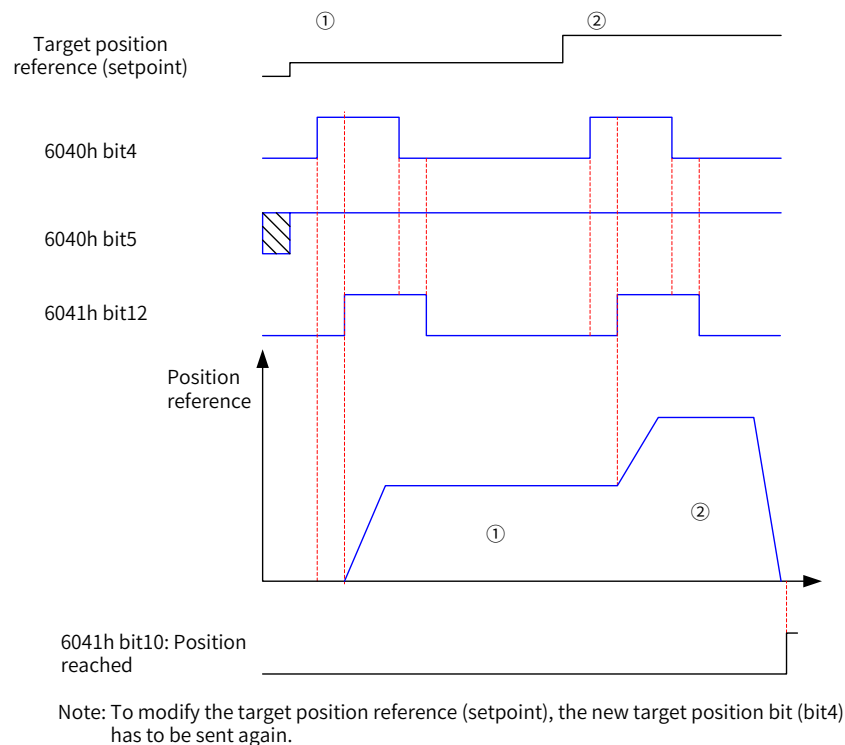 ① ②
Target position
reference (setpoint)
6040h bit4
6040h bit5
6041h bit12
Position
reference
①
②
6041h bit10: Position
reached
Note: To modify the target position reference (setpoint), the new target position bit (bit4)
has to be sent again.